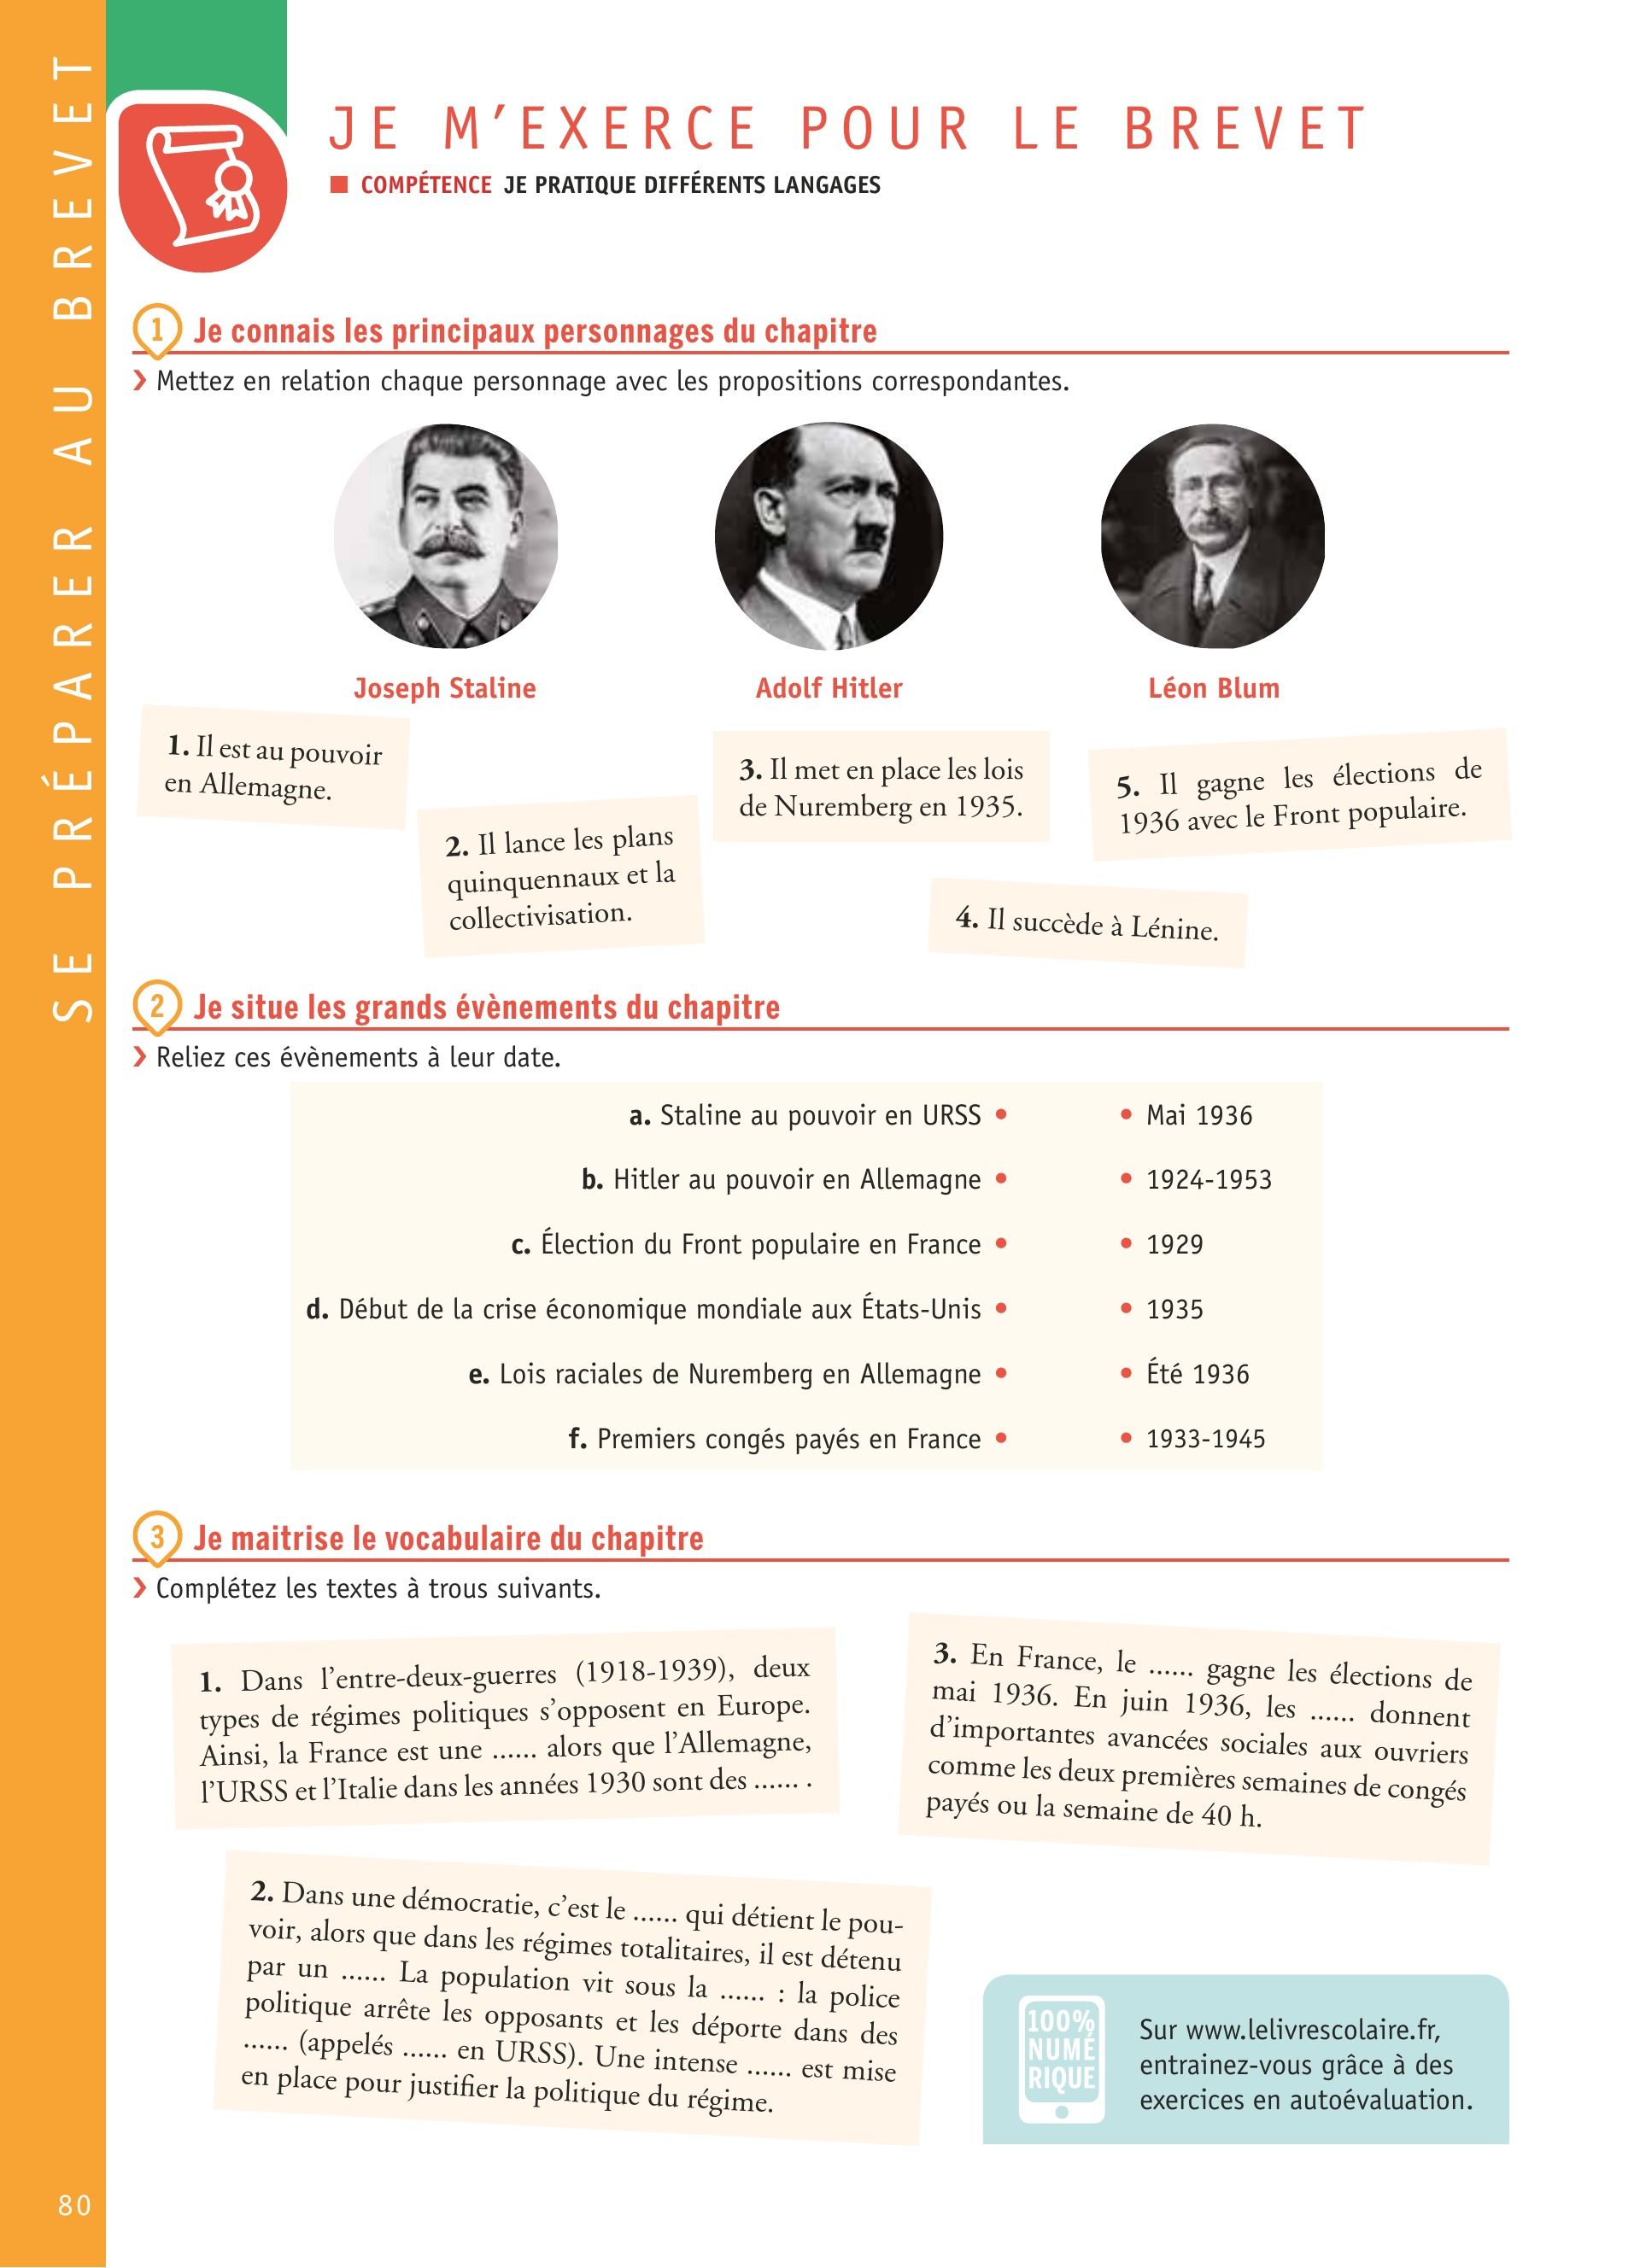 SE PRÉPARER AU BREVET
JE M'EXERCE POUR LE BREVET
COMPÉTENCE JE PRATIQUE DIFFÉRENTS LANGAGES
1 Je connais les principaux personnages du chapitre
Mettez en relation chaque personnage avec les propositions correspondantes.
Joseph Staline
Adolf Hitler
Léon Blum
1. Il est au pouvoir
en Allemagne.
2. Il lance les plans
quinquennaux et la
collectivisation.
3. Il met en place les lois
de Nuremberg en 1935.
4. Il succède à Lénine.
5. Il gagne les élections de
1936 avec le Front populaire.
2 Je situe les grands évènements du chapitre
Reliez ces évènements à leur date.
a. Staline au pouvoir en URSS • • Mai 1936
b. Hitler au pouvoir en Allemagne • • 1924-1953
c. Élection du Front populaire en France • • 1929
d. Début de la crise économique mondiale aux États-Unis • • 1935
e. Lois raciales de Nuremberg en Allemagne • • Été 1936
f. Premiers congés payés en France • • 1933-1945
3 Je maitrise le vocabulaire du chapitre
Complétez les textes à trous suivants.
1. Dans l'entre-deux-guerres (1918-1939), deux
types de régimes politiques s'opposent en Europe.
Ainsi, la France est une ...... alors que l'Allemagne,
l'URSS et l'Italie dans les années 1930 sont des ...... .
2. Dans une démocratie, c'est le ...... qui détient le pou-
voir, alors que dans les régimes totalitaires, il est détenu
par un ...... La population vit sous la ...... : la police
politique arrête les opposants et les déporte dans des
...... (appelés ...... en URSS). Une intense ...... est mise
en place pour justifier la politique du régime.
3. En France, le ...... gagne les élections de
mai 1936. En juin 1936, les ...... donnent
d'importantes avancées sociales aux ouvriers
comme les deux premières semaines de congés
payés ou la semaine de 40 h.
100%
NUMÉ
RIQUE
Sur www.lelivrescolaire.fr,
entrainez-vous grâce à des
exercices en autoévaluation.
80